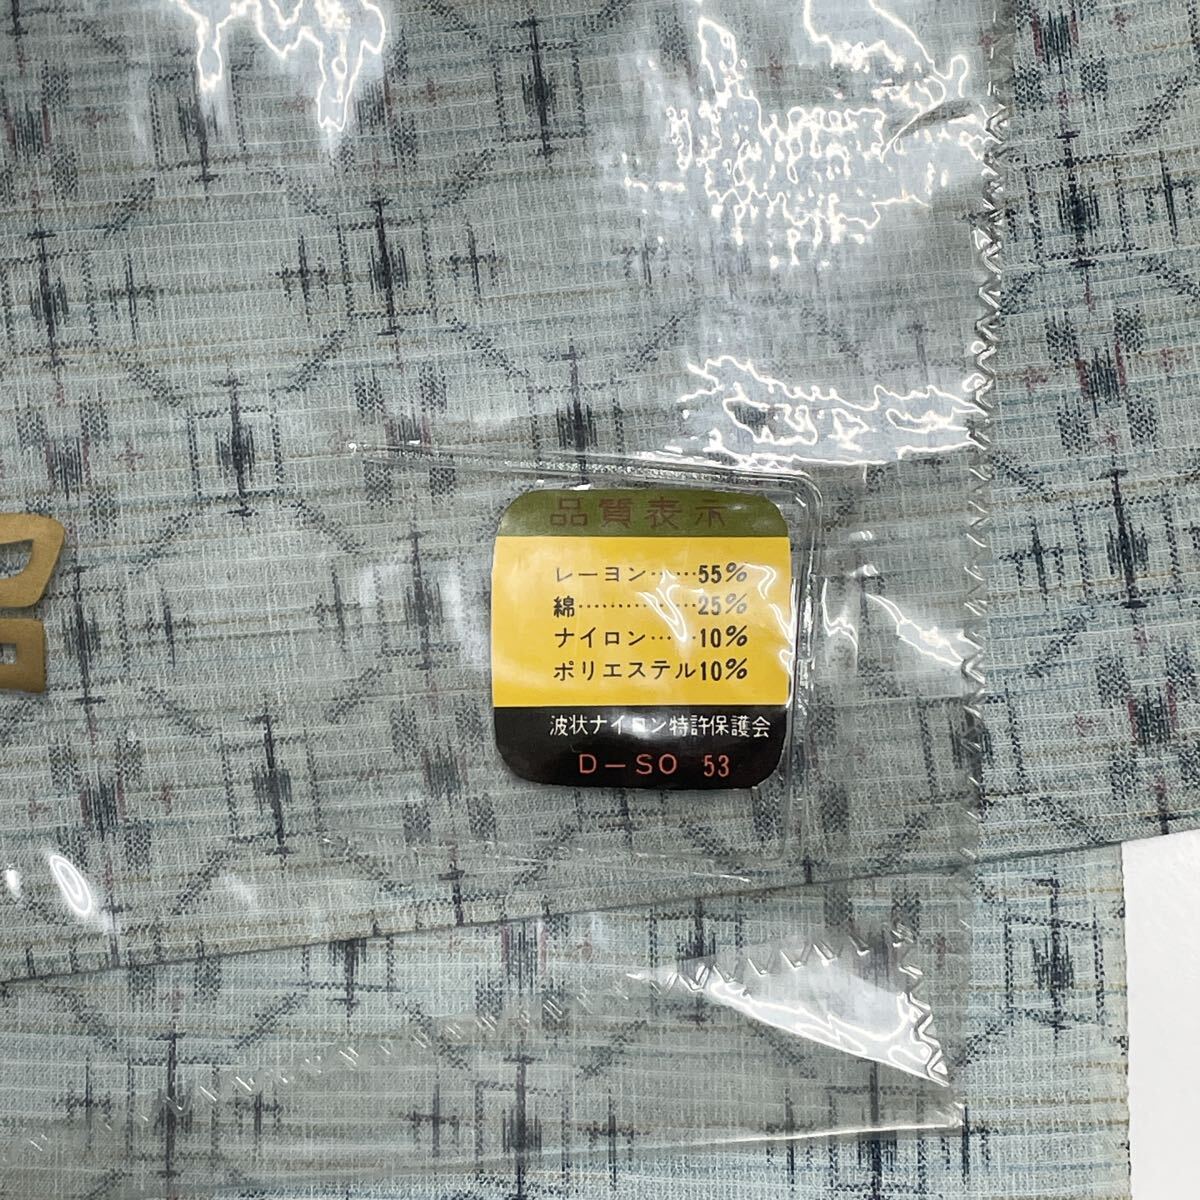 品質表示
レーヨン……55%
綿…………25%
ナイロン……10%
ポリエステル10%
波状ナイロン特許保護会
D－SO 53